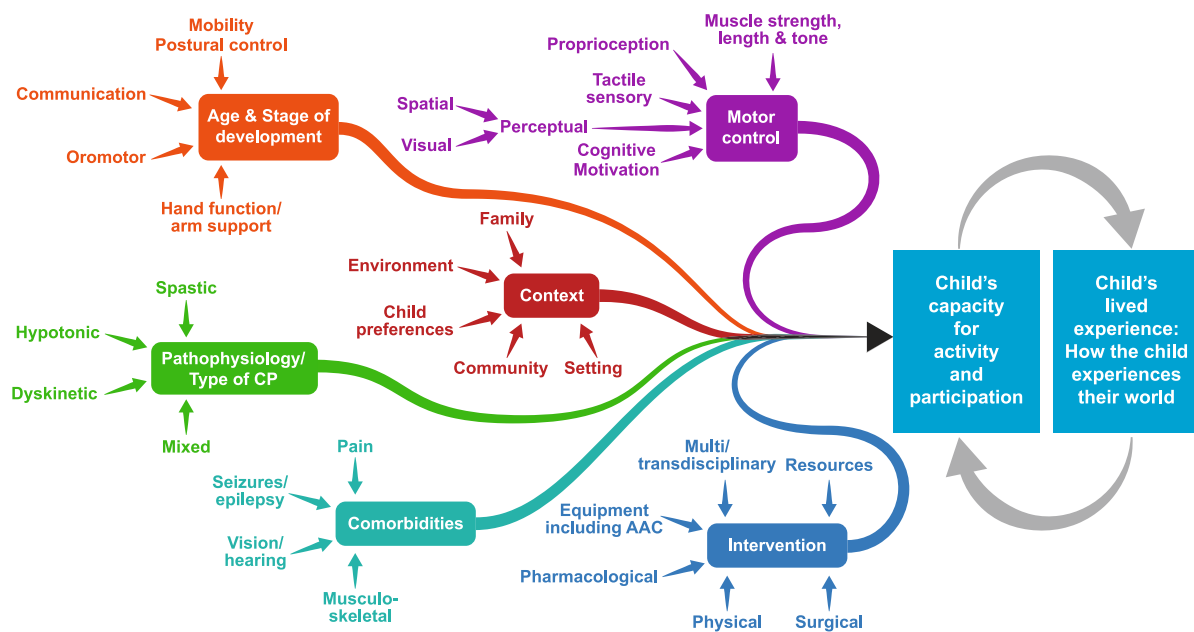 Mobility
Postural control
Communication
Oromotor
Hand function/
arm support
Age & Stage of
development
Muscle strength,
length & tone
Proprioception
Tactile
sensory
Spatial
Visual
Perceptual
Cognitive
Motivation
Motor
control
Family
Environment
Child
preferences
Community
Setting
Context
Spastic
Hypotonic
Dyskinetic
Mixed
Pathophysiology/
Type of CP
Pain
Seizures/
epilepsy
Vision/
hearing
Musculo-
skeletal
Comorbidities
Multi/
transdisciplinary
Resources
Equipment
including AAC
Pharmacological
Physical
Surgical
Intervention
Child’s
capacity
for
activity
and
participation
Child’s
lived
experience:
How the child
experiences
their world